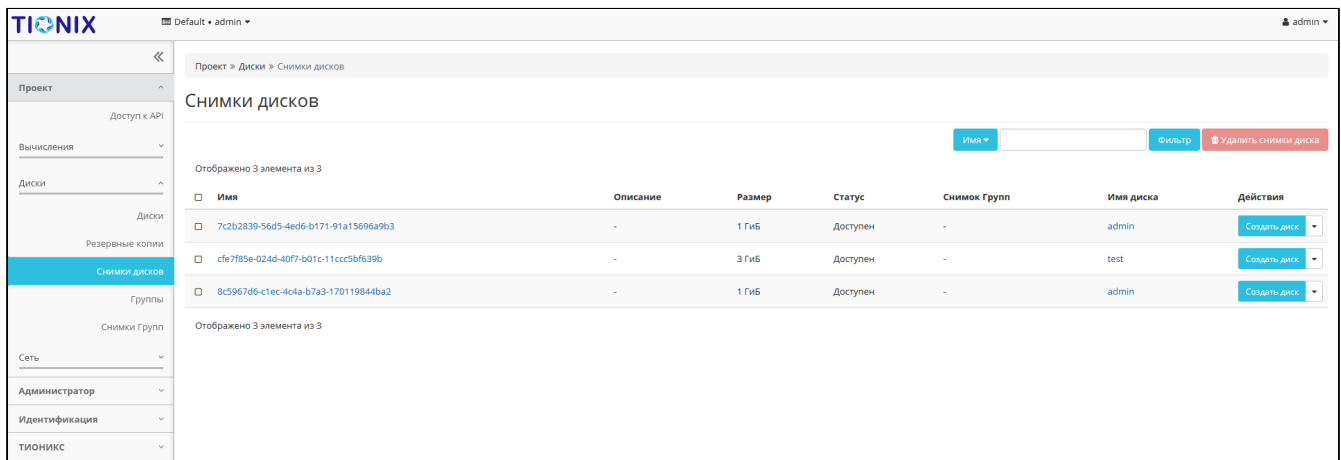 TIONIX
Default • admin
admin
Проект » Диски » Снимки дисков
Проект
Доступ к API
Вычисления
Диски
Диски
Резервные копии
Снимки дисков
Группы
Снимки Групп
Сеть
Администратор
Идентификация
ТИОНИКС
Снимки дисков
Имя
Фильтр
Удалить снимки диска
Отображено 3 элемента из 3
Имя Описание Размер Статус Снимок Групп Имя диска Действия
7c2b2839-56d5-4ed6-b171-91a15696a9b3 - 1 ГиБ Доступен - admin Создать диск
cfe7f85e-024d-40f7-b01c-11ccc5bf639b - 3 ГиБ Доступен - test Создать диск
8c5967d6-c1ec-4c4a-b7a3-170119844ba2 - 1 ГиБ Доступен - admin Создать диск
Отображено 3 элемента из 3